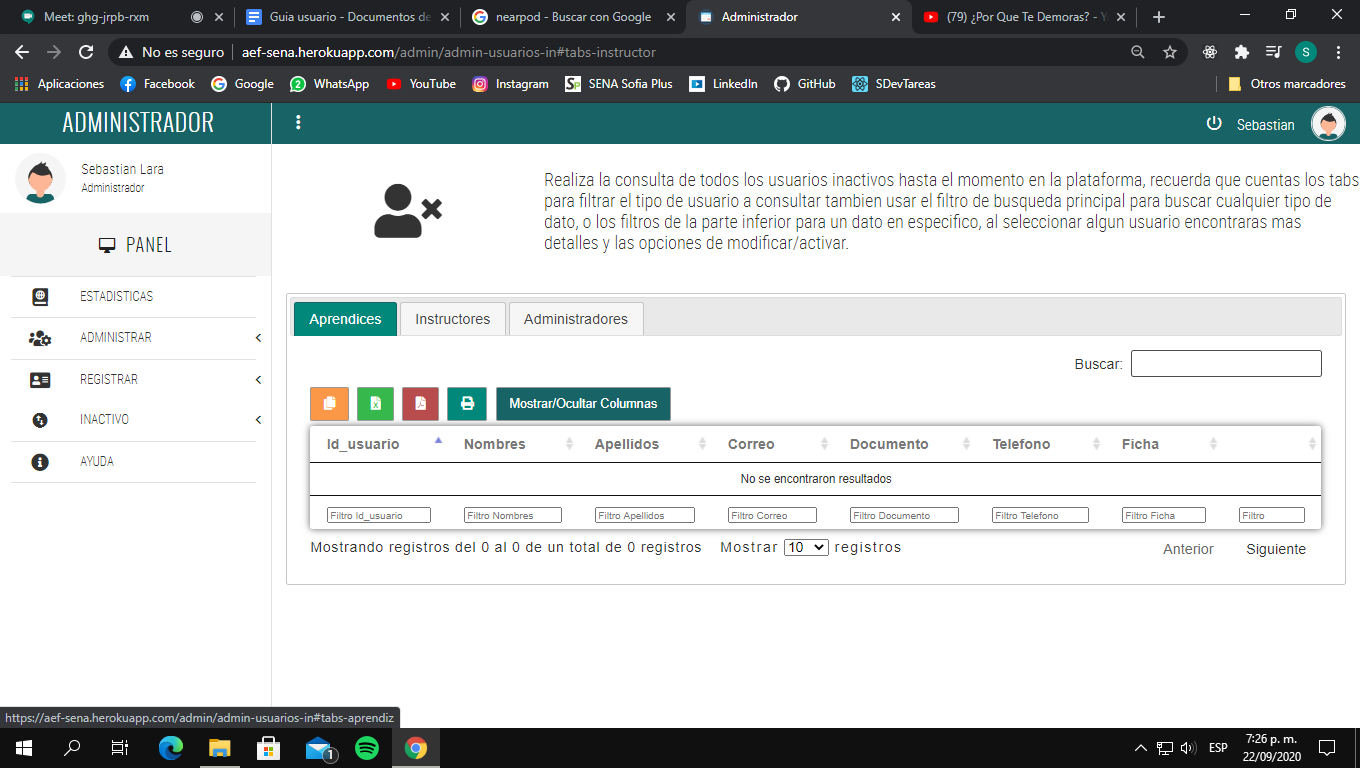 Meet: ghg-jrpb-rxm
Guia usuario - Documentos de
nearpod - Buscar con Google
Administrador
(79) ¿Por Que Te Demoras? - Y
No es seguro
aef-sena.herokuapp.com/admin/admin-usuarios-in#tabs-instructor
S
Aplicaciones
Facebook
Google
WhatsApp
YouTube
Instagram
SENA Sofia Plus
LinkedIn
GitHub
SDevTareas
Otros marcadores
ADMINISTRADOR
Sebastian
Sebastian Lara
Administrador
PANEL
ESTADISTICAS
ADMINISTRAR
REGISTRAR
INACTIVO
AYUDA
Realiza la consulta de todos los usuarios inactivos hasta el momento en la plataforma, recuerda que cuentas los tabs
para filtrar el tipo de usuario a consultar tambien usar el filtro de busqueda principal para buscar cualquier tipo de
dato, o los filtros de la parte inferior para un dato en especifico, al seleccionar algun usuario encontraras mas
detalles y las opciones de modificar/activar.
Aprendices
Instructores
Administradores
Buscar:
Mostrar/Ocultar Columnas
Id_usuario Nombres Apellidos Correo Documento Telefono Ficha
No se encontraron resultados
Filtro Id_usuario Filtro Nombres Filtro Apellidos Filtro Correo Filtro Documento Filtro Telefono Filtro Ficha Filtro
Mostrando registros del 0 al 0 de un total de 0 registros Mostrar 10 registros
Anterior Siguiente
https://aef-sena.herokuapp.com/admin/admin-usuarios-in#tabs-aprendiz
1
ESP
7:26 p. m.
22/09/2020